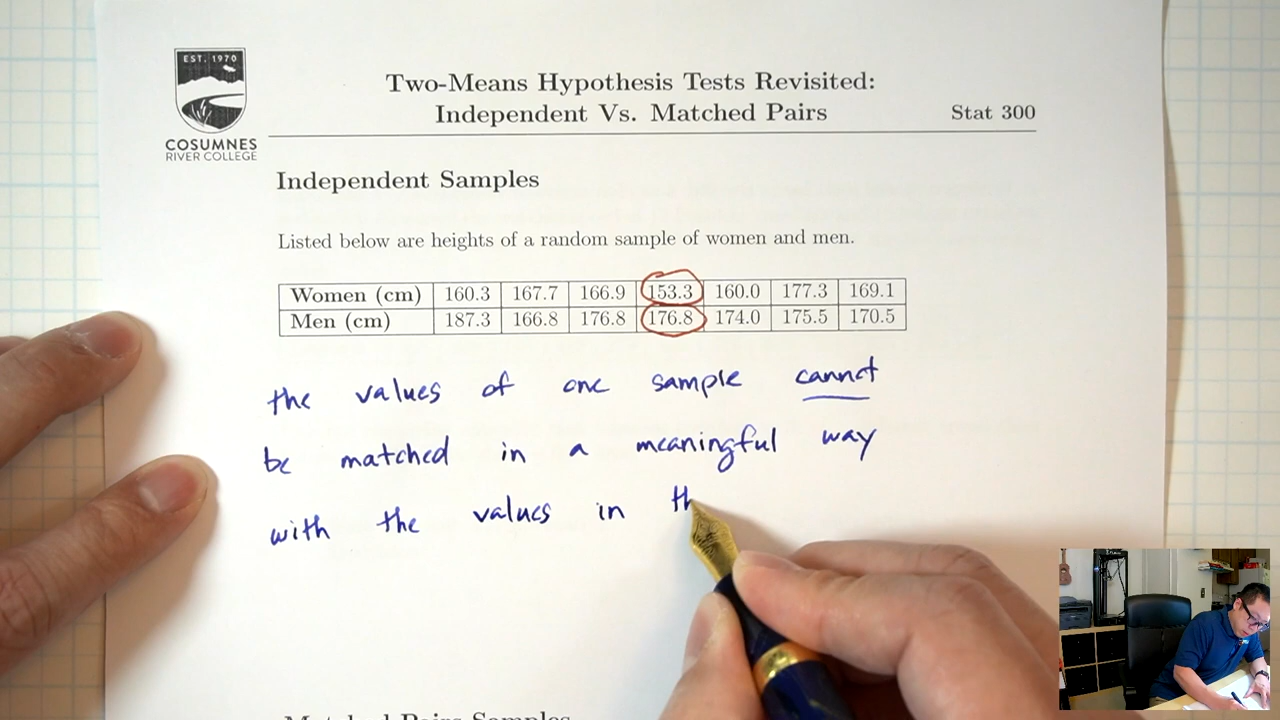 EST. 1970
COSUMNES
RIVER COLLEGE
Two-Means Hypothesis Tests Revisited:
Independent Vs. Matched Pairs
Stat 300
Independent Samples
Listed below are heights of a random sample of women and men.
Women (cm) 160.3 167.7 166.9 153.3 160.0 177.3 169.1
Men (cm) 187.3 166.8 176.8 176.8 174.0 175.5 170.5
the values of one sample cannot
be matched in a meaningful way
with the values in th
Matched Pairs Samples